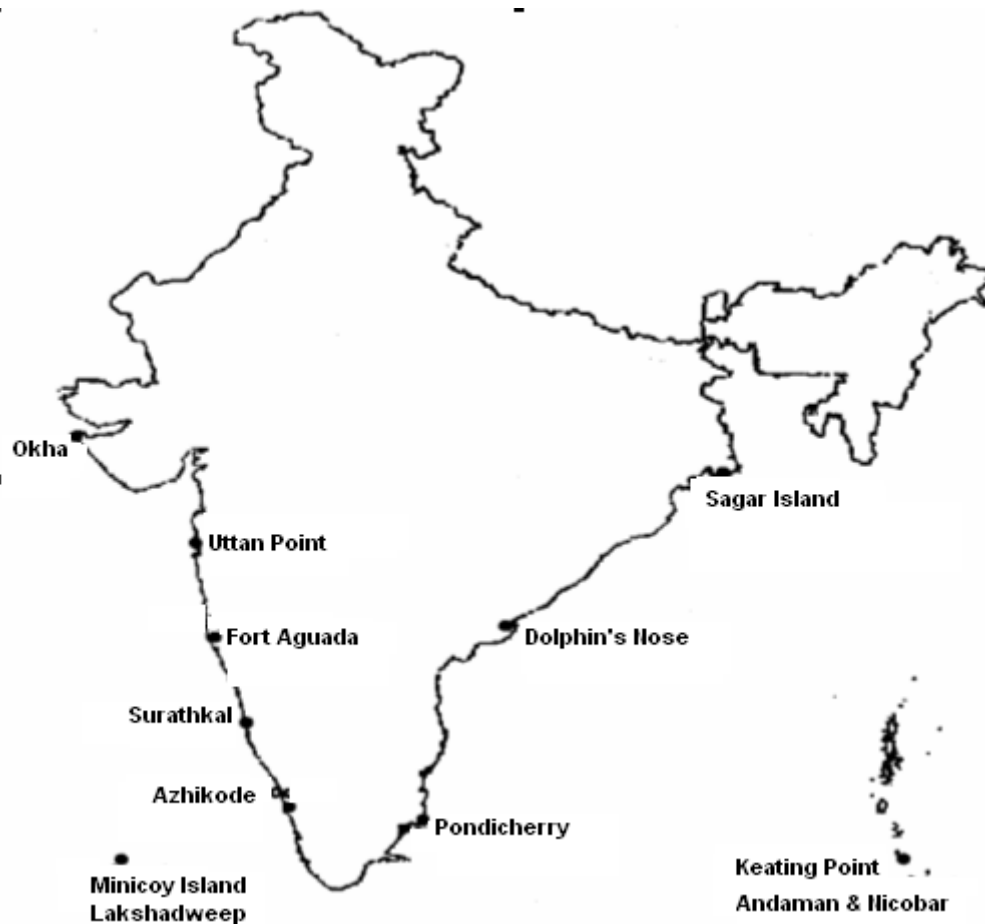 Okha
Sagar Island
Uttan Point
Fort Aguada
Dolphin's Nose
Surathkal
Azhikode
Pondicherry
Minicoy Island
Lakshadweep
Keating Point
Andaman & Nicobar